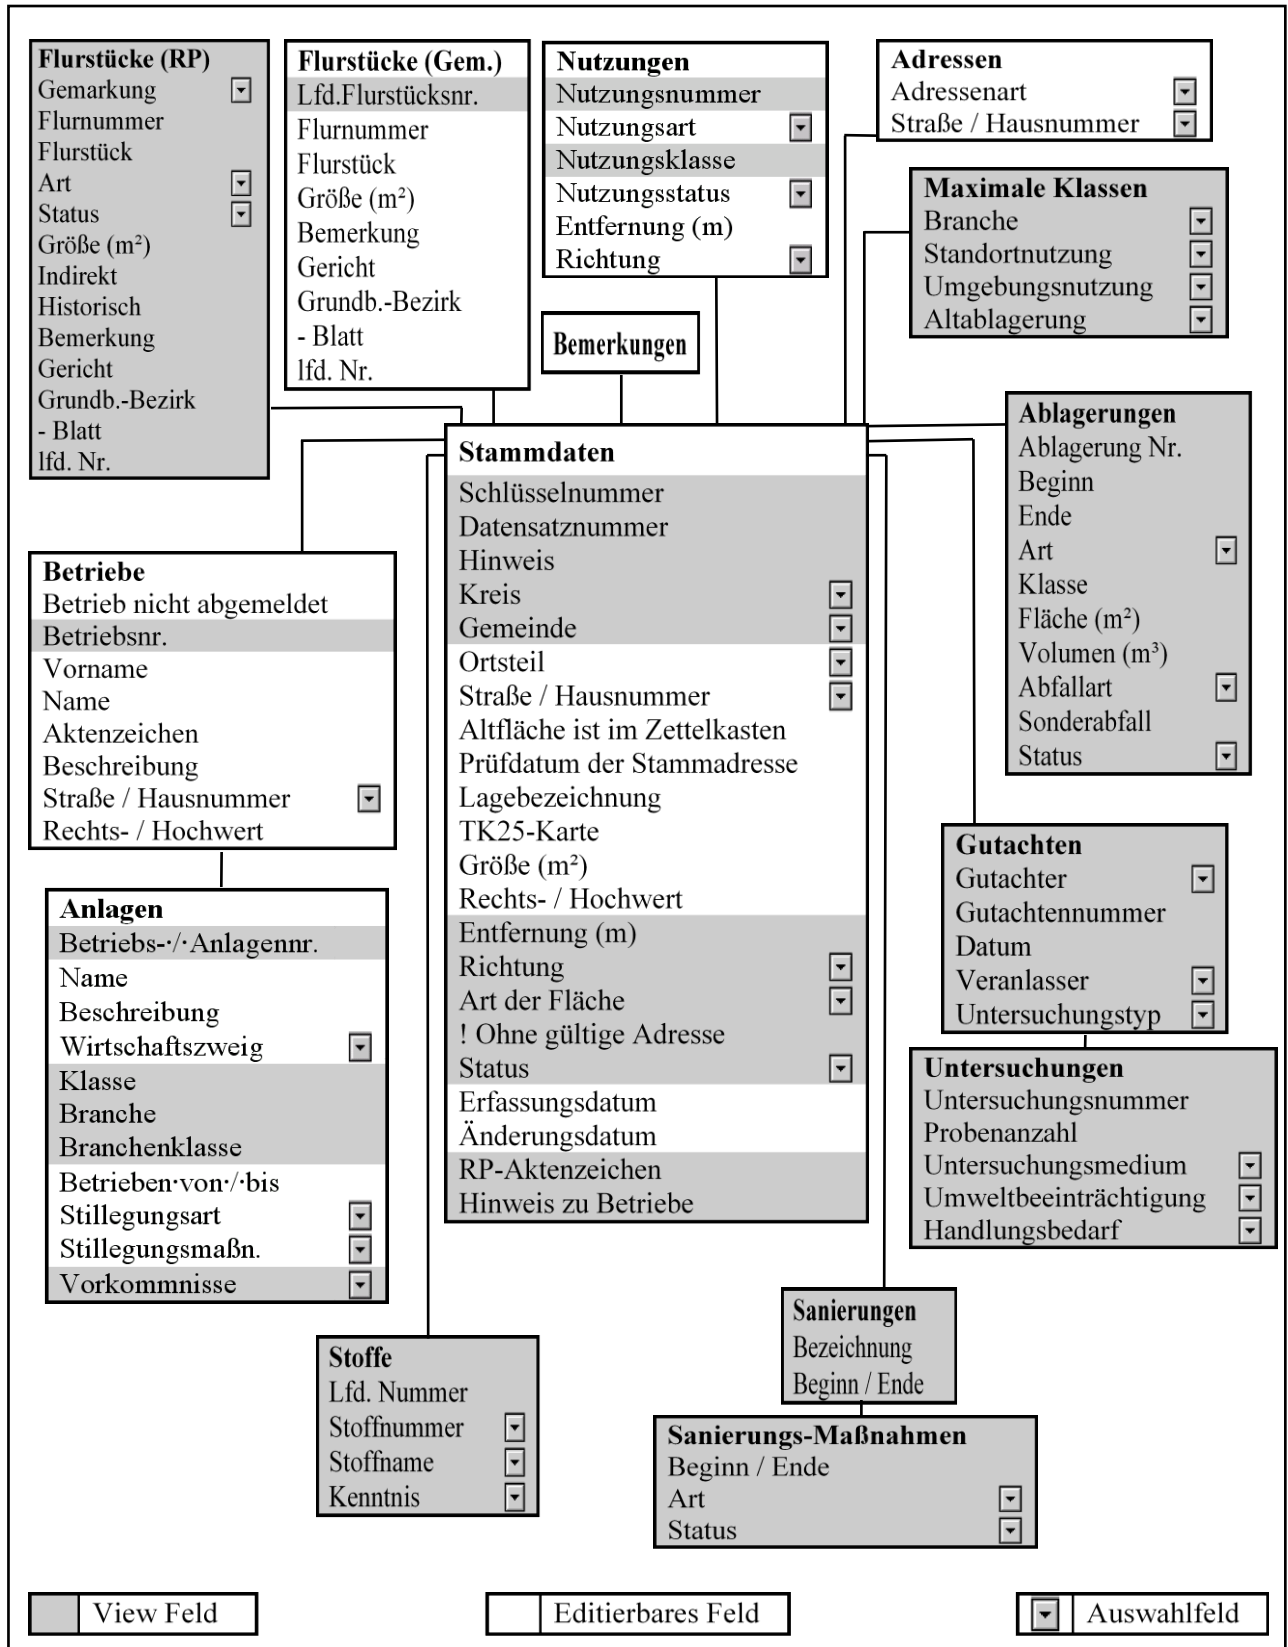 Flurstücke (RP)
Gemarkung
Flurnummer
Flurstück
Art
Status
Größe (m²)
Indirekt
Historisch
Bemerkung
Gericht
Grundb.-Bezirk
- Blatt
lfd. Nr.
Flurstücke (Gem.)
Lfd.Flurstücksnr.
Flurnummer
Flurstück
Größe (m²)
Bemerkung
Gericht
Grundb.-Bezirk
- Blatt
lfd. Nr.
Nutzungen
Nutzungsnummer
Nutzungsart
Nutzungsklasse
Nutzungsstatus
Entfernung (m)
Richtung
Adressen
Adressenart
Straße / Hausnummer
Maximale Klassen
Branche
Standortnutzung
Umgebungsnutzung
Altablagerung
Bemerkungen
Ablagerungen
Ablagerung Nr.
Beginn
Ende
Art
Klasse
Fläche (m²)
Volumen (m³)
Abfallart
Sonderabfall
Status
Stammdaten
Schlüsselnummer
Datensatznummer
Hinweis
Kreis
Gemeinde
Ortsteil
Straße / Hausnummer
Altfläche ist im Zettelkasten
Prüfdatum der Stammadresse
Lagebezeichnung
TK25-Karte
Größe (m²)
Rechts- / Hochwert
Entfernung (m)
Richtung
Art der Fläche
! Ohne gültige Adresse
Status
Erfassungsdatum
Änderungsdatum
RP-Aktenzeichen
Hinweis zu Betriebe
Betriebe
Betrieb nicht abgemeldet
Betriebsnr.
Vorname
Name
Aktenzeichen
Beschreibung
Straße / Hausnummer
Rechts- / Hochwert
Anlagen
Betriebs-·/·Anlagennr.
Name
Beschreibung
Wirtschaftszweig
Klasse
Branche
Branchenklasse
Betrieben·von·/·bis
Stillegungsart
Stillegungsmaßn.
Vorkommnisse
Gutachten
Gutachter
Gutachtennummer
Datum
Veranlasser
Untersuchungstyp
Untersuchungen
Untersuchungsnummer
Probenanzahl
Untersuchungsmedium
Umweltbeeinträchtigung
Handlungsbedarf
Sanierungen
Bezeichnung
Beginn / Ende
Stoffe
Lfd. Nummer
Stoffnummer
Stoffname
Kenntnis
Sanierungs-Maßnahmen
Beginn / Ende
Art
Status
View Feld
Editierbares Feld
Auswahlfeld